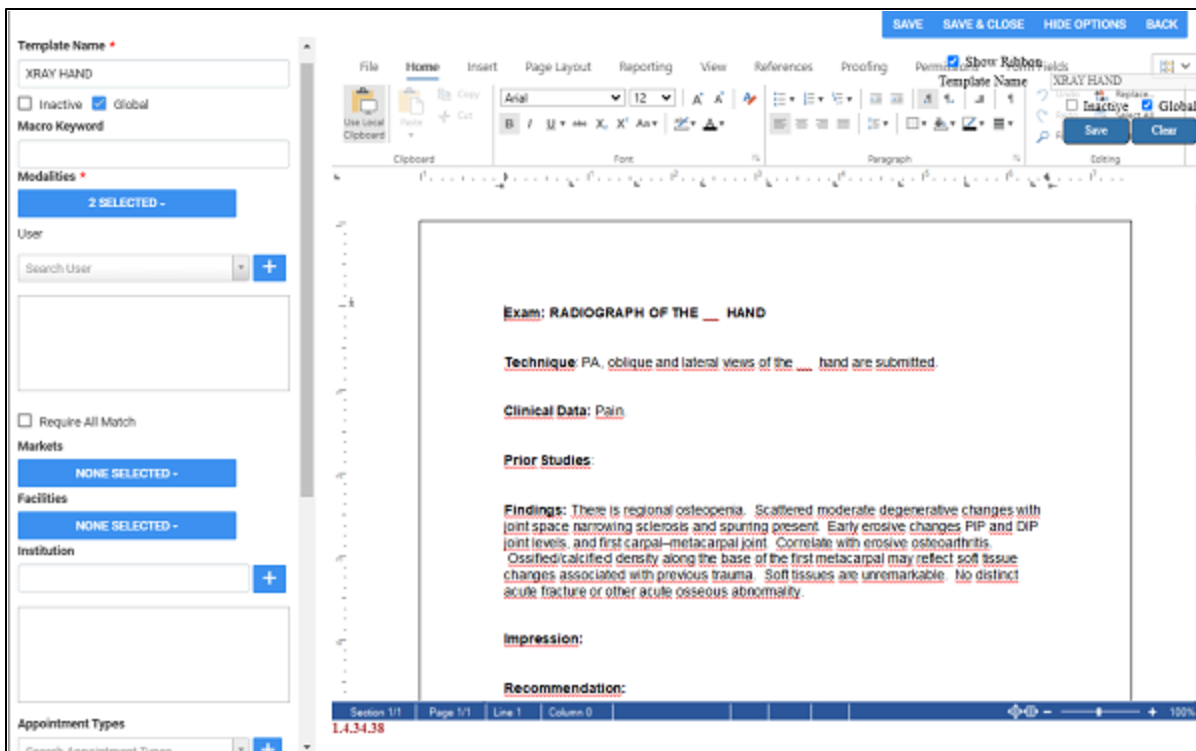 SAVE SAVE & CLOSE HIDE OPTIONS BACK
Template Name *
XRAY HAND
Inactive Global
Macro Keyword
Modalities *
2 SELECTED -
User
Search User
Require All Match
Markets
NONE SELECTED -
Facilities
NONE SELECTED -
Institution
Appointment Types
Search Appointment Types
File Home Insert Page Layout Reporting View References Proofing
Show Ribbon
Template Name XRAY HAND
Inactive Global
Save Clear
Use Local Clipboard
Paste
Copy
Cut
Arial 12
Clipboard Font Paragraph Editing
Exam: RADIOGRAPH OF THE __ HAND
Technique: PA, oblique and lateral views of the __ hand are submitted.
Clinical Data: Pain
Prior Studies:
Findings: There is regional osteopenia. Scattered moderate degenerative changes with
joint space narrowing sclerosis and spurring present. Early erosive changes PIP and DIP
joint levels, and first carpal–metacarpal joint. Correlate with erosive osteoarthritis.
Ossified/calcified density along the base of the first metacarpal may reflect soft tissue
changes associated with previous trauma. Soft tissues are unremarkable. No distinct
acute fracture or other acute osseous abnormality.
Impression:
Recommendation:
Section 1/1 Page 1/1 Line 1 Column 0 100%
1.4.34.38